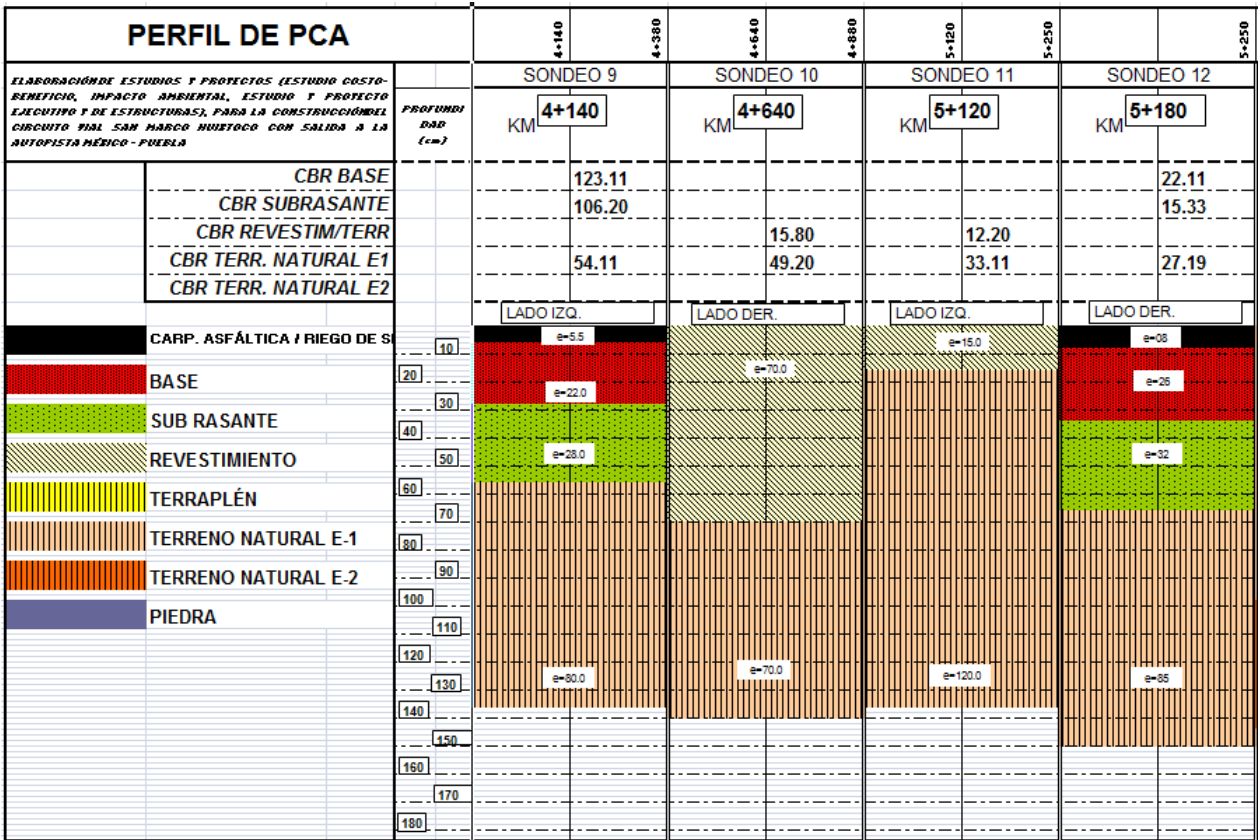 PERFIL DE PCA
4+140 4+380 4+640 4+880 5+120 5+250 5+250
ELABORACIÓNDE ESTUDIOS Y PROYECTOS (ESTUDIO COSTO-
BENEFICIO, IMPACTO AMBIENTAL, ESTUDIO Y PROYECTO
EJECUTIVO Y DE ESTRUCTURAS), PARA LA CONSTRUCCIÓNDEL
CIRCUITO VIAL SAN MARCO HUIXTOCO CON SALIDA A LA
AUTOPISTA MÉXICO - PUEBLA
PROFUNDI
DAD
(cm)
SONDEO 9 SONDEO 10 SONDEO 11 SONDEO 12
KM 4+140 KM 4+640 KM 5+120 KM 5+180
CBR BASE 123.11 22.11
CBR SUBRASANTE 106.20 15.33
CBR REVESTIM/TERR 15.80 12.20
CBR TERR. NATURAL E1 54.11 49.20 33.11 27.19
CBR TERR. NATURAL E2
LADO IZQ. LADO DER. LADO IZQ. LADO DER.
CARP. ASFÁLTICA / RIEGO DE S
BASE
SUB RASANTE
REVESTIMIENTO
TERRAPLÉN
TERRENO NATURAL E-1
TERRENO NATURAL E-2
PIEDRA
10
20
30
40
50
60
70
80
90
100
110
120
130
140
150
160
170
180
e=5.5
e=22.0
e=28.0
e=80.0
e=70.0
e=70.0
e=15.0
e=120.0
e=08
e=26
e=32
e=85